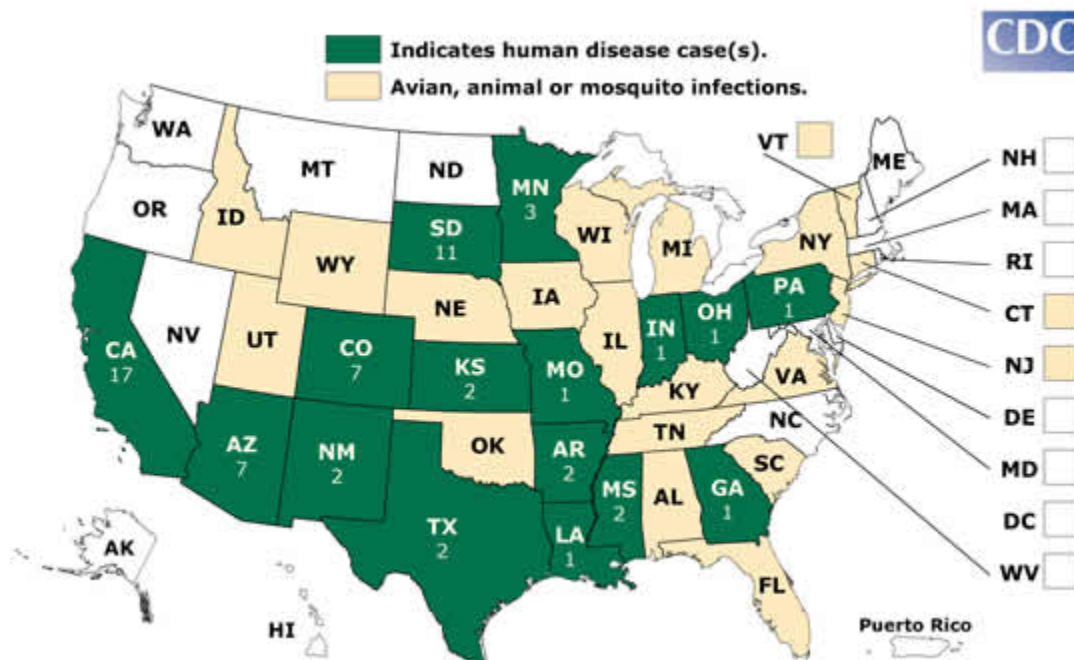 Indicates human disease case(s).
CDC
Avian, animal or mosquito infections.
WA
MT
ND
MN
3
VT
ME
NH
OR
ID
SD
11
WI
MI
NY
MA
WY
RI
NE
IA
PA
1
CT
NV
UT
CO
7
IL
IN
1
OH
1
NJ
CA
17
KS
2
MO
1
KY
VA
DE
AZ
7
NM
2
OK
AR
2
TN
NC
MD
TX
2
MS
2
AL
GA
1
SC
DC
LA
1
AK
WV
FL
HI
Puerto Rico